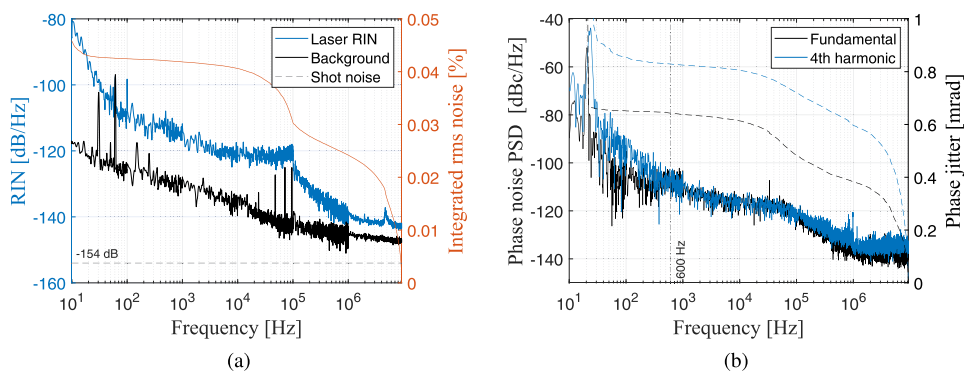 -80
-100
-120
-140
-160
RIN [dB/Hz]
Laser RIN
Background
Shot noise
-154 dB
0.05
0.04
0.03
0.02
0.01
0
Integrated rms noise [%]
10^1 10^2 10^3 10^4 10^5 10^6
Frequency [Hz]
(a)
-40
-60
-80
-100
-120
-140
Phase noise PSD [dBc/Hz]
Fundamental
4th harmonic
600 Hz
1
0.8
0.6
0.4
0.2
0
Phase jitter [mrad]
10^1 10^2 10^3 10^4 10^5 10^6
Frequency [Hz]
(b)